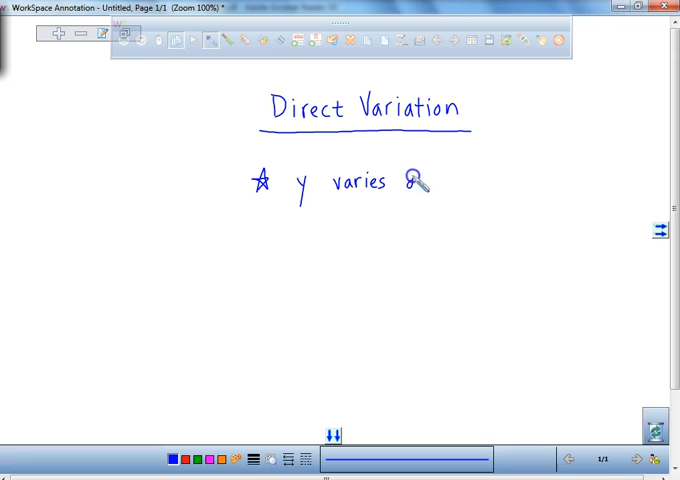 WorkSpace Annotation - Untitled, Page 1/1 (Zoom 100%) *
Direct Variation
y varies
1/1